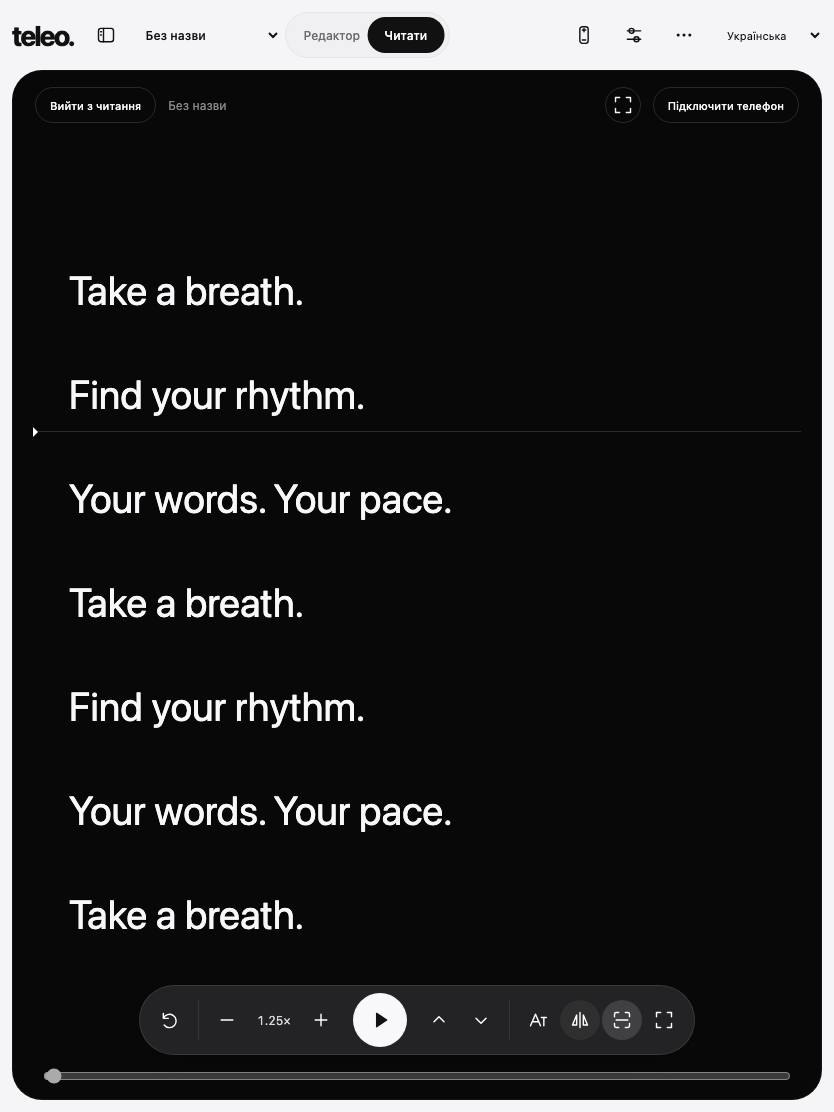 teleo.
Без назви
Редактор
Читати
Українська
Вийти з читання
Без назви
Підключити телефон
Take a breath.
Find your rhythm.
Your words. Your pace.
Take a breath.
Find your rhythm.
Your words. Your pace.
Take a breath.
1.25×
AT